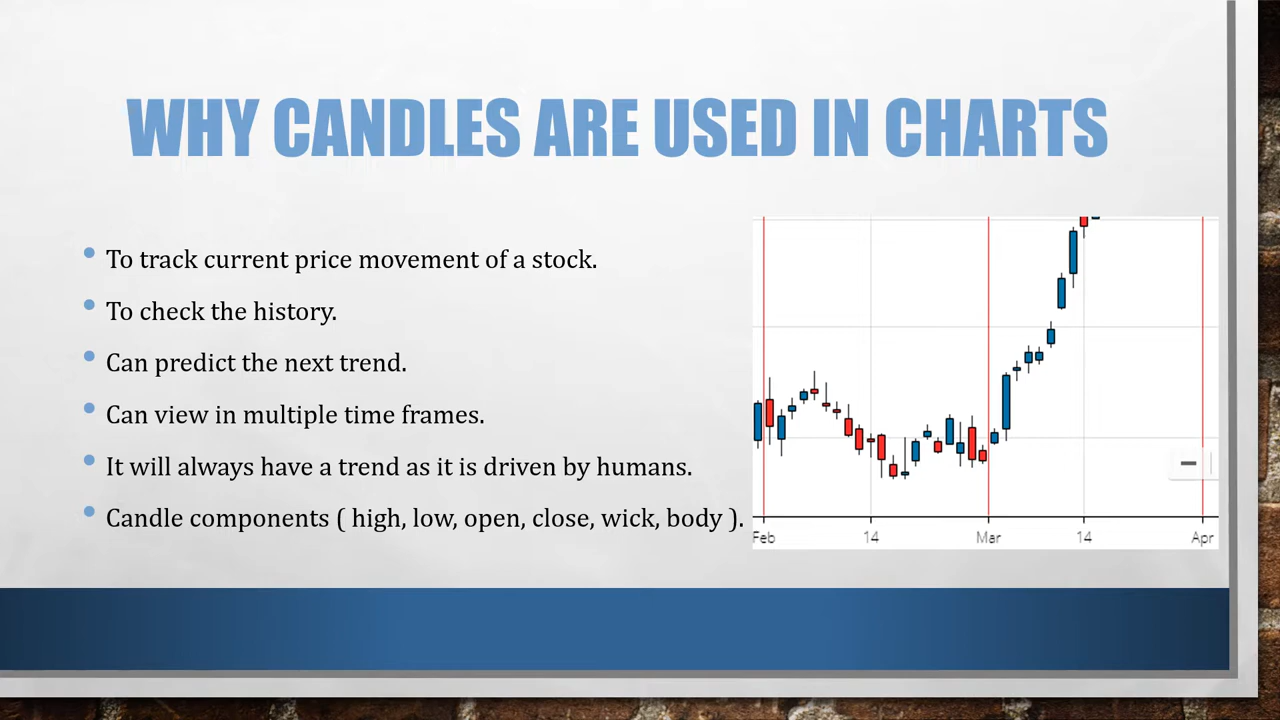 WHY CANDLES ARE USED IN CHARTS
To track current price movement of a stock.
To check the history.
Can predict the next trend.
Can view in multiple time frames.
It will always have a trend as it is driven by humans.
Candle components ( high, low, open, close, wick, body ).
Feb 14 Mar 14 Apr